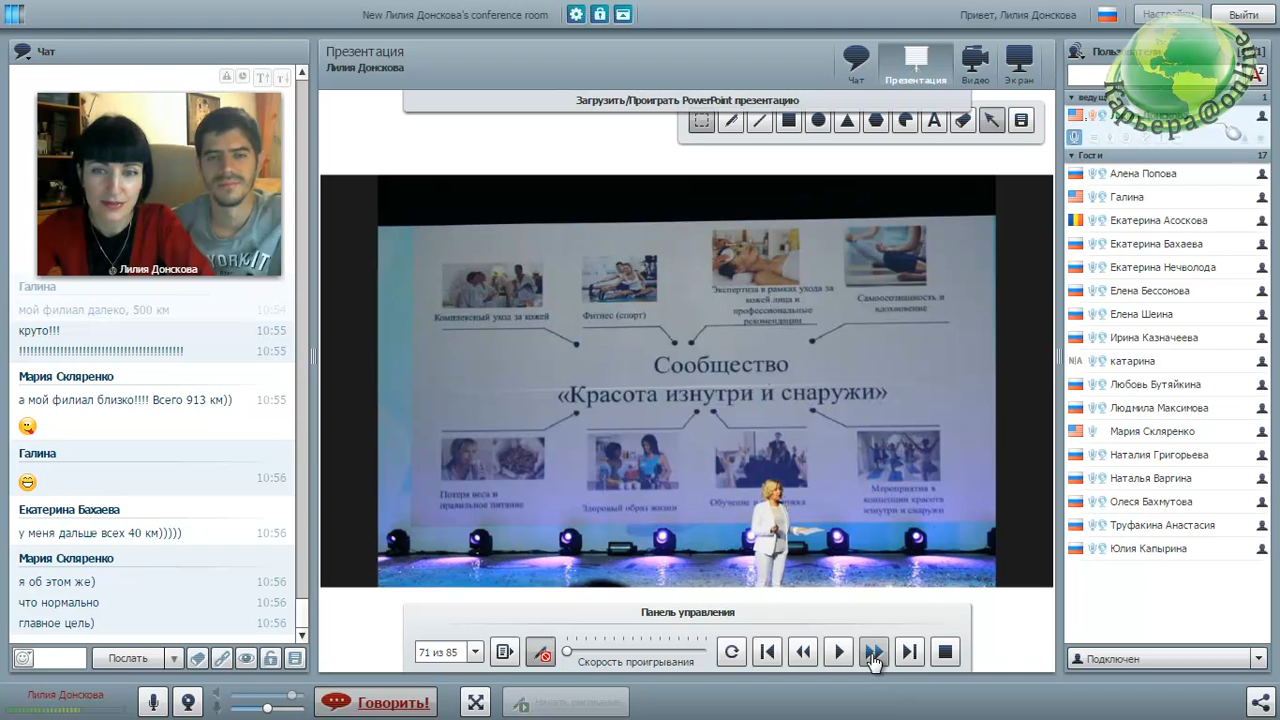 New Лилия Донскова's conference room
Привет, Лилия Донскова
Настройки
Выйти
Чат
Лилия Донскова
Галина
мой филиал далеко, 500 км 10:54
круто!!! 10:55
!!!!!!!!!!!!!!!!!!!!!!!!!!!!!!!!!!!!!!!!!!!! 10:55
Мария Скляренко
а мой филиал близко!!!! Всего 913 км)) 10:55
Галина
10:56
Екатерина Бахаева
у меня дальше всех 40 км))))) 10:56
Мария Скляренко
я об этом же) 10:56
что нормально 10:56
главное цель) 10:56
Послать
Презентация
Лилия Донскова
Чат
Презентация
Видео
Экран
Загрузить/Проиграть PowerPoint презентацию
Комплексный уход за кожей
Фитнес (спорт)
Экспертиза в рамках ухода за
кожей лица и
профессиональные
рекомендации
Самоосознанность и
вдохновение
Сообщество
«Красота изнутри и снаружи»
Потеря веса и
правильное питание
Здоровый образ жизни
Мероприятия в
концепции красота
изнутри и снаружи
Панель управления
71 из 85
Скорость проигрывания
Карьера@online
Гости 17
Алена Попова
Галина
Екатерина Асоскова
Екатерина Бахаева
Екатерина Нечволода
Елена Бессонова
Елена Шеина
Ирина Казначеева
N/A катарина
Любовь Бутяйкина
Людмила Максимова
Мария Скляренко
Наталия Григорьева
Наталья Варгина
Олеся Бахмутова
Труфакина Анастасия
Юлия Капырина
Подключен
Лилия Донскова
Говорить!